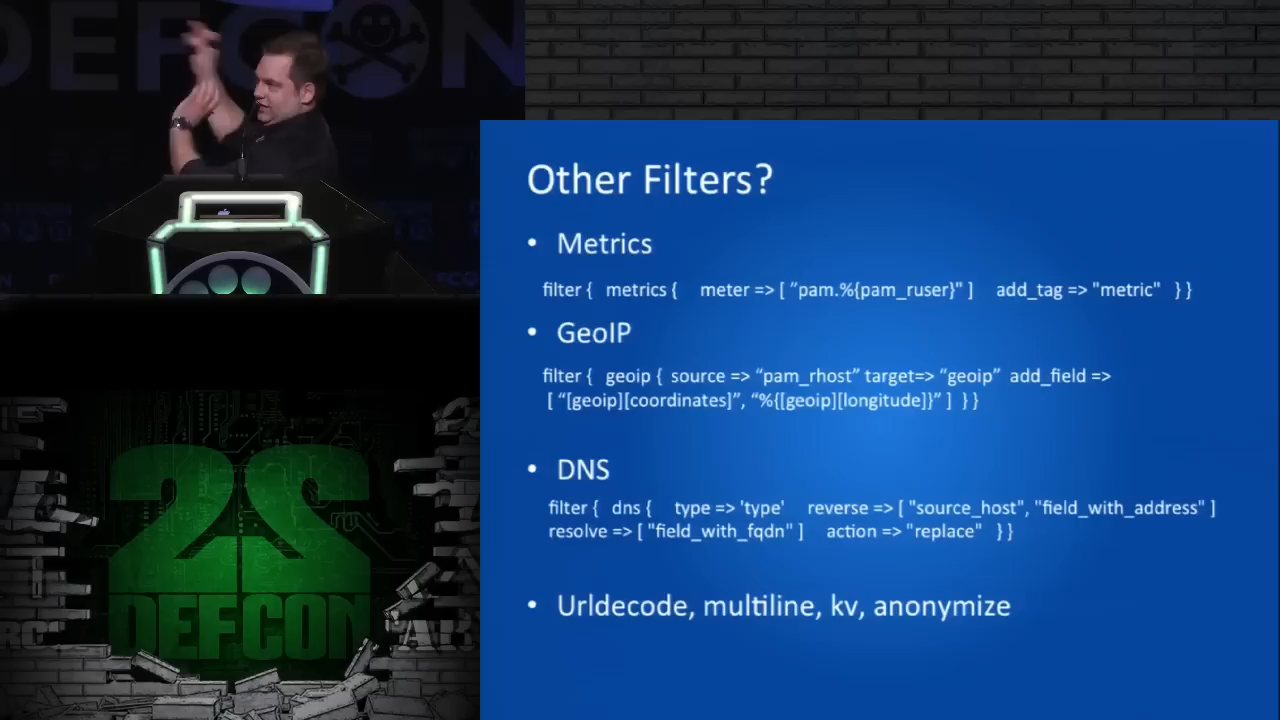 DEFCON
Other Filters?
• Metrics
filter { metrics { meter => [ "pam.%{pam_ruser}" ] add_tag => "metric" } }
• GeoIP
filter { geoip { source => “pam_rhost” target=> “geoip” add_field =>
[ “[geoip][coordinates]”, “%{[geoip][longitude]}” ] } }
• DNS
filter { dns { type => 'type' reverse => [ "source_host", "field_with_address" ]
resolve => [ "field_with_fqdn" ] action => "replace" } }
• Urldecode, multiline, kv, anonymize
22
DEFCON